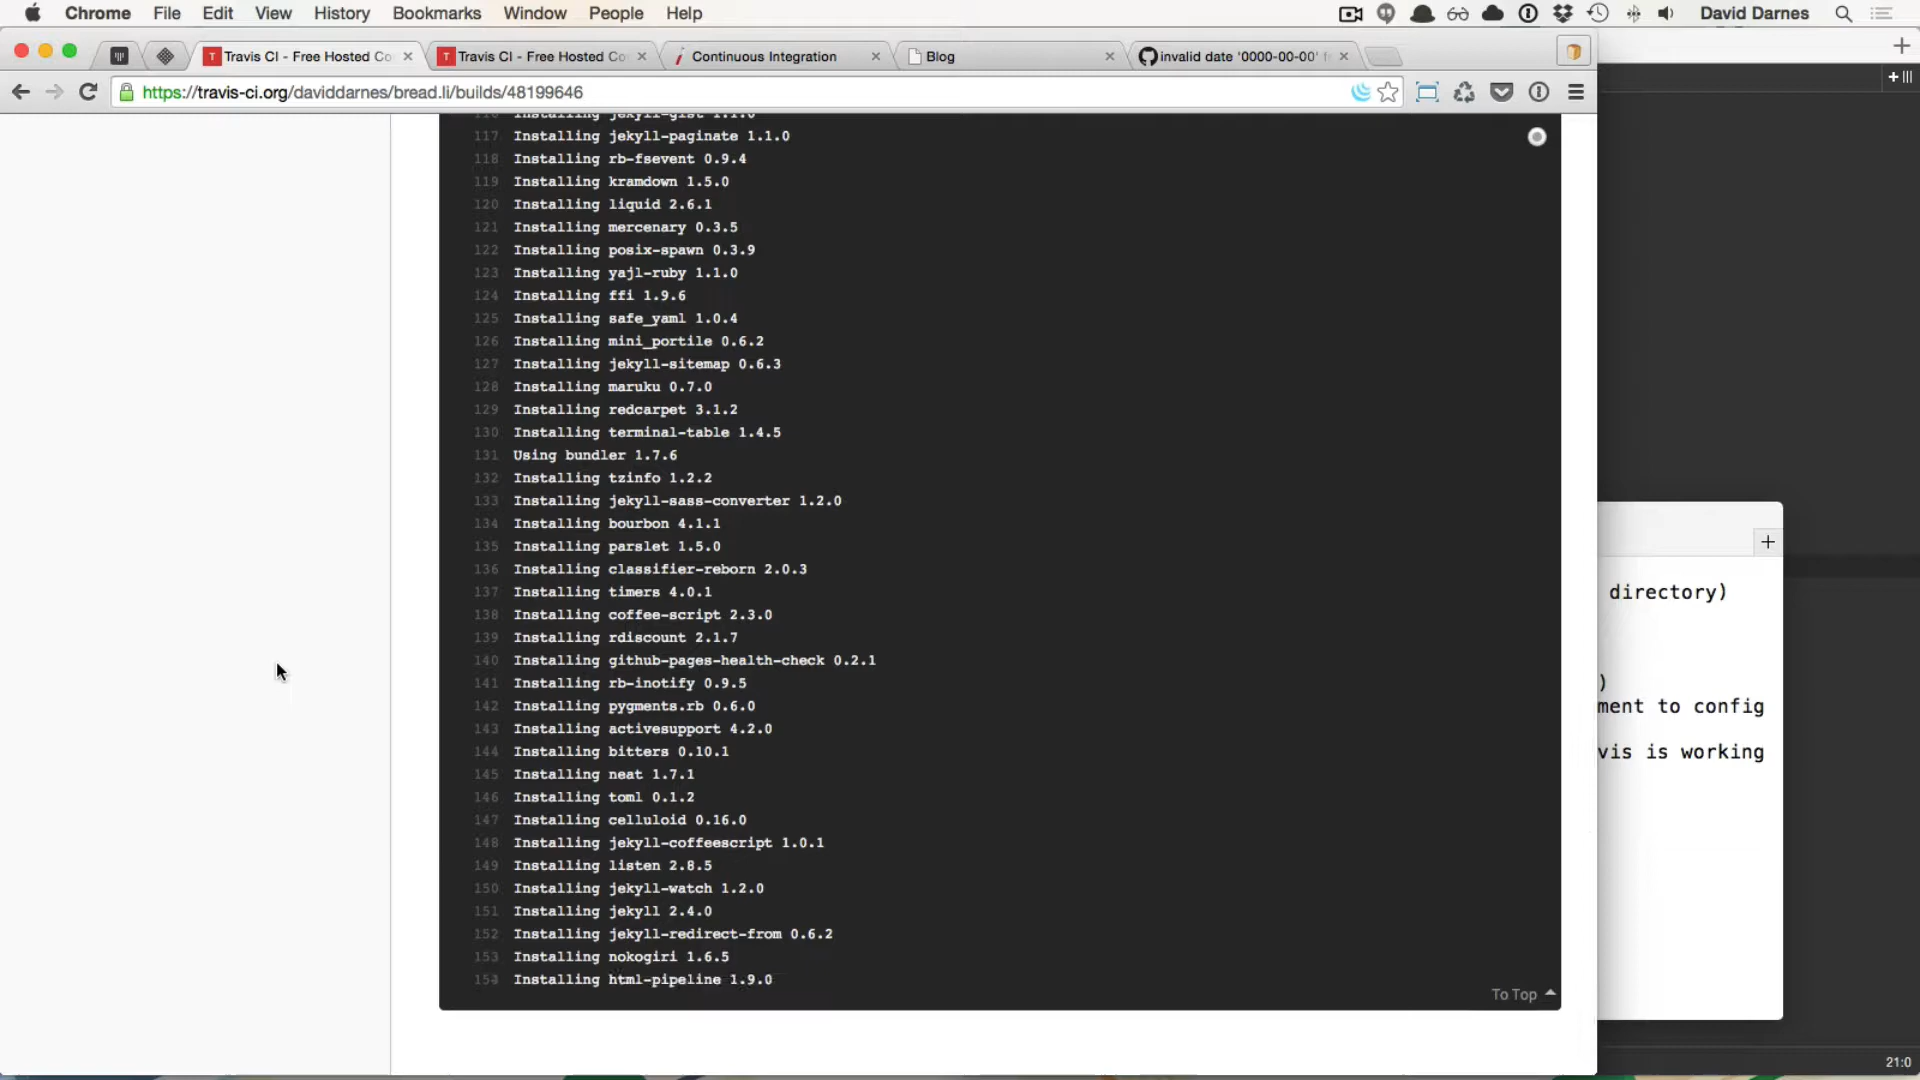 Chrome File Edit View History Bookmarks Window People Help David Darnes
Travis CI - Free Hosted Co
Travis CI - Free Hosted Co
Continuous Integration
Blog
invalid date '0000-00-00' f
https://travis-ci.org/daviddarnes/bread.li/builds/48199646
116 Installing jekyll-gist 1.1.0
117 Installing jekyll-paginate 1.1.0
118 Installing rb-fsevent 0.9.4
119 Installing kramdown 1.5.0
120 Installing liquid 2.6.1
121 Installing mercenary 0.3.5
122 Installing posix-spawn 0.3.9
123 Installing yajl-ruby 1.1.0
124 Installing ffi 1.9.6
125 Installing safe_yaml 1.0.4
126 Installing mini_portile 0.6.2
127 Installing jekyll-sitemap 0.6.3
128 Installing maruku 0.7.0
129 Installing redcarpet 3.1.2
130 Installing terminal-table 1.4.5
131 Using bundler 1.7.6
132 Installing tzinfo 1.2.2
133 Installing jekyll-sass-converter 1.2.0
134 Installing bourbon 4.1.1
135 Installing parslet 1.5.0
136 Installing classifier-reborn 2.0.3
137 Installing timers 4.0.1
138 Installing coffee-script 2.3.0
139 Installing rdiscount 2.1.7
140 Installing github-pages-health-check 0.2.1
141 Installing rb-inotify 0.9.5
142 Installing pygments.rb 0.6.0
143 Installing activesupport 4.2.0
144 Installing bitters 0.10.1
145 Installing neat 1.7.1
146 Installing toml 0.1.2
147 Installing celluloid 0.16.0
148 Installing jekyll-coffeescript 1.0.1
149 Installing listen 2.8.5
150 Installing jekyll-watch 1.2.0
151 Installing jekyll 2.4.0
152 Installing jekyll-redirect-from 0.6.2
153 Installing nokogiri 1.6.5
154 Installing html-pipeline 1.9.0
To Top
directory)
)
ment to config
vis is working
21:0